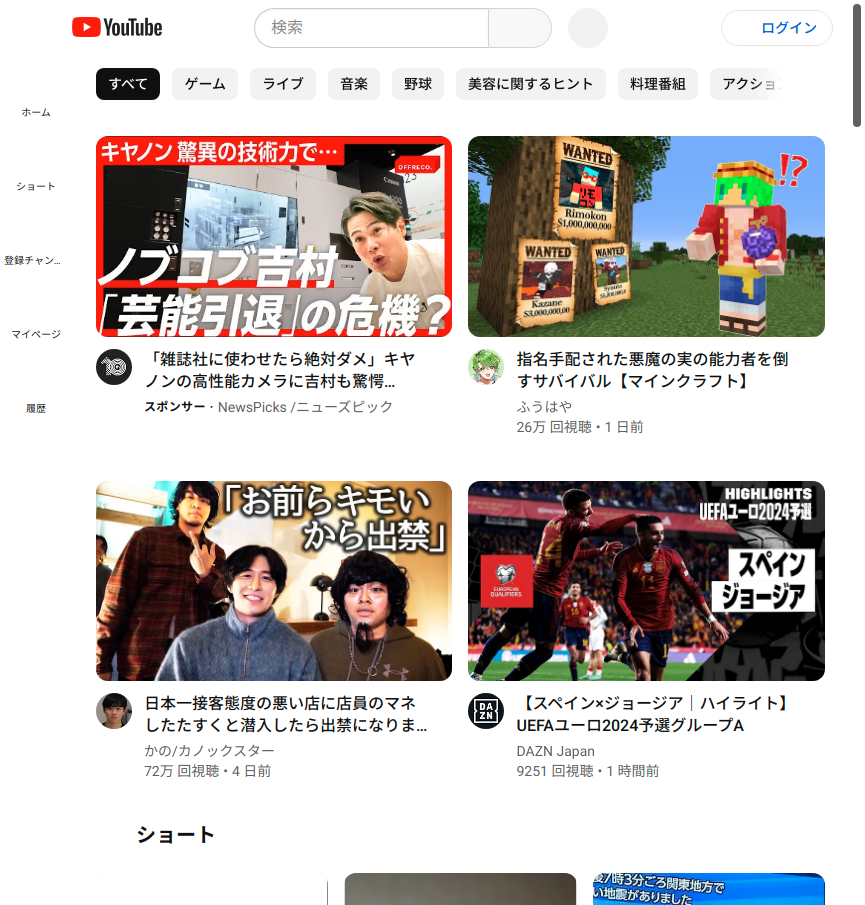 YouTube
検索
ログイン
すべて
ゲーム
ライブ
音楽
野球
美容に関するヒント
料理番組
アクショ
ホーム
ショート
登録チャン…
マイページ
履歴
キヤノン 驚異の技術力で…
OFFRECO.
Canon
ノブコブ吉村
「芸能引退」の危機？
WANTED
リモコン
Rimokon
$1,000,000,000
WANTED
Kazane
$3,000,000,00
WANTED
!?
「雑誌社に使わせたら絶対ダメ」キヤ
ノンの高性能カメラに吉村も驚愕…
スポンサー・NewsPicks /ニューズピック
指名手配された悪魔の実の能力者を倒
すサバイバル【マインクラフト】
ふうはや
26万 回視聴・1 日前
「お前らキモい
から出禁」
HIGHLIGHTS
UEFAユーロ2024予選
スペイン
ジョージア
EUROPEAN
QUALIFIERS
日本一接客態度の悪い店に店員のマネ
したたすくと潜入したら出禁になりま…
かの/カノックスター
72万 回視聴・4 日前
DAZN
【スペイン×ジョージア｜ハイライト】
UEFAユーロ2024予選グループA
DAZN Japan
9251 回視聴・1 時間前
ショート
後7時3分ごろ関東地方で
い地震がありました